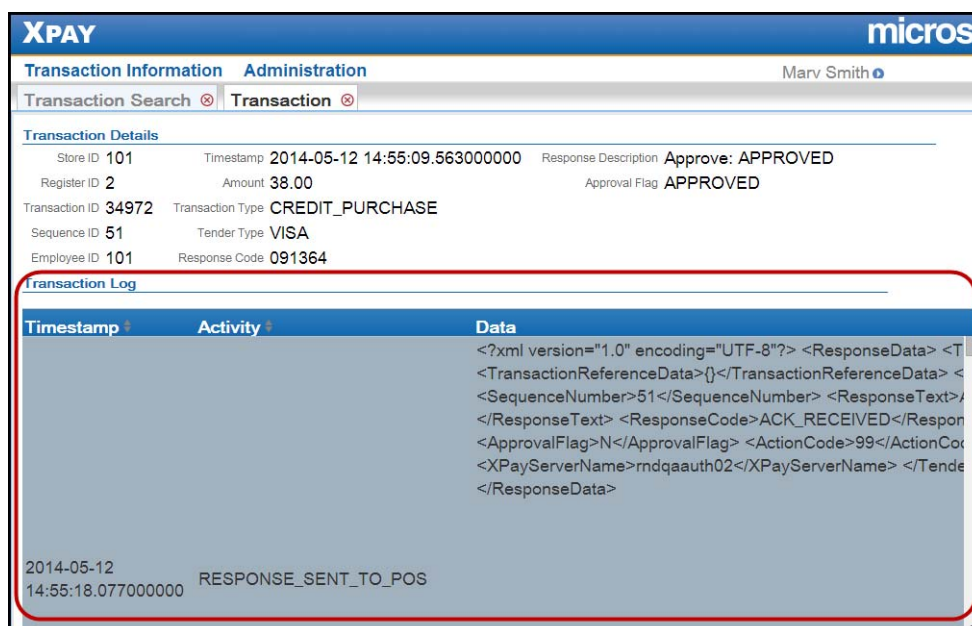 XPAY
micros
Transaction Information Administration
Mary Smith
Transaction Search Transaction
Transaction Details
Store ID 101 Timestamp 2014-05-12 14:55:09.563000000 Response Description Approve: APPROVED
Register ID 2 Amount 38.00 Approval Flag APPROVED
Transaction ID 34972 Transaction Type CREDIT_PURCHASE
Sequence ID 51 Tender Type VISA
Employee ID 101 Response Code 091364
Transaction Log
Timestamp Activity Data
<?xml version="1.0" encoding="UTF-8"?> <ResponseData> <T
<TransactionReferenceData>{}</TransactionReferenceData> <
<SequenceNumber>51</SequenceNumber> <ResponseText>A
</ResponseText> <ResponseCode>ACK_RECEIVED</Respon
<ApprovalFlag>N</ApprovalFlag> <ActionCode>99</ActionCod
<XPayServerName>rndqaauth02</XPayServerName> </Tende
</ResponseData>
2014-05-12
14:55:18.077000000 RESPONSE_SENT_TO_POS